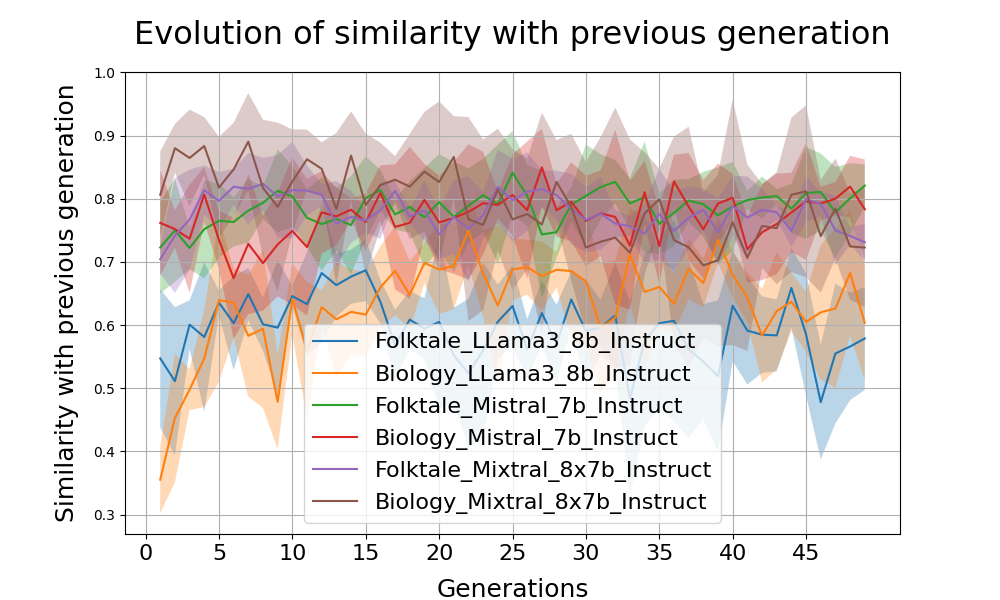 Evolution of similarity with previous generation
Similarity with previous generation
1.0
0.9
0.8
0.7
0.6
0.5
0.4
0.3
Folktale_LLama3_8b_Instruct
Biology_LLama3_8b_Instruct
Folktale_Mistral_7b_Instruct
Biology_Mistral_7b_Instruct
Folktale_Mixtral_8x7b_Instruct
Biology_Mixtral_8x7b_Instruct
0 5 10 15 20 25 30 35 40 45
Generations